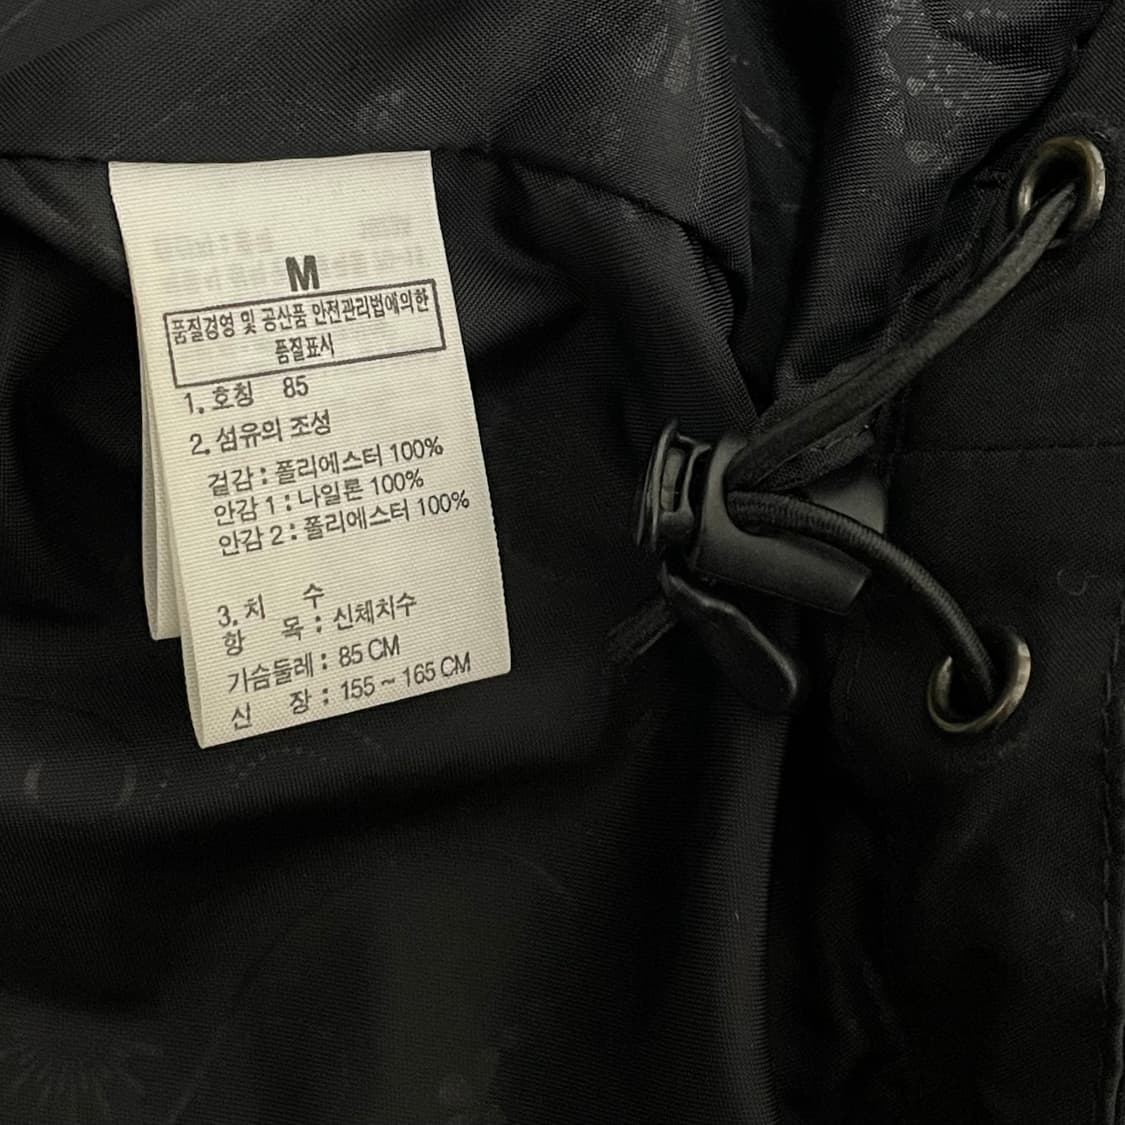 M
품질경영 및 공산품 안전관리법에의한
품질표시
1. 호칭 85
2. 섬유의 조성
겉감 : 폴리에스터 100%
안감 1 : 나일론 100%
안감 2 : 폴리에스터 100%
3. 치 수
항 목 : 신체치수
가슴둘레 : 85 CM
신 장 : 155 ~ 165 CM